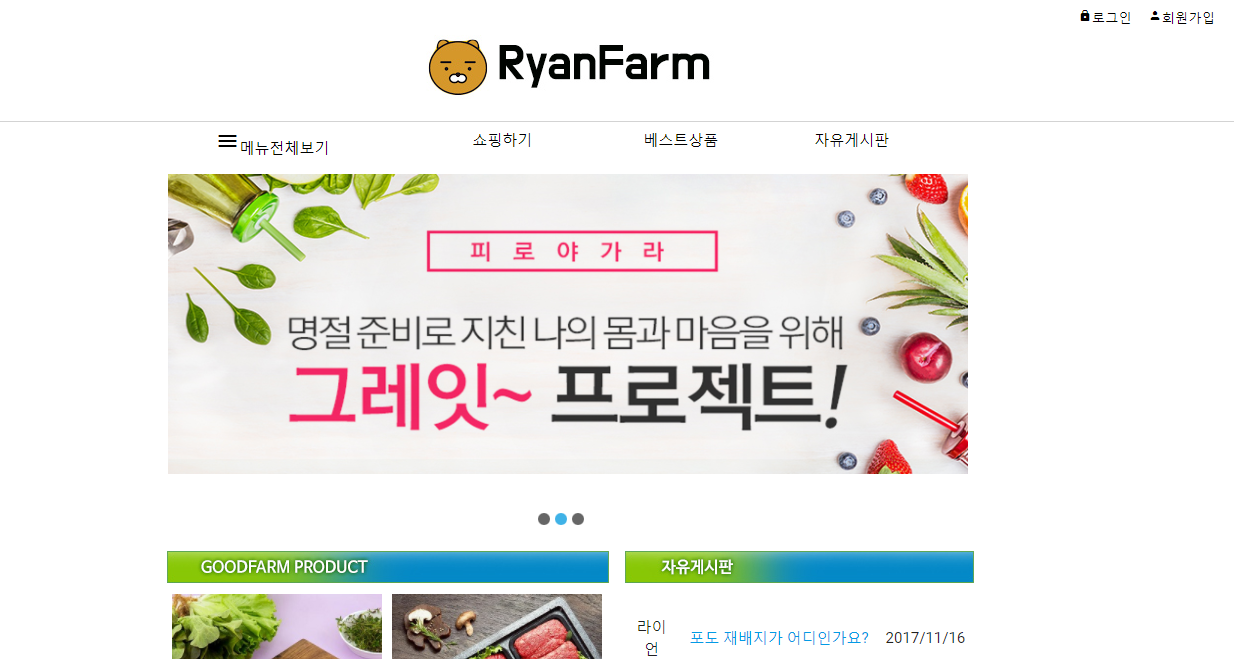 로그인 회원가입
RyanFarm
메뉴전체보기 쇼핑하기 베스트상품 자유게시판
피로야가라
명절 준비로 지친 나의 몸과 마음을 위해
그레잇~ 프로젝트!
GOODFARM PRODUCT
자유게시판
라이언
포도 재배지가 어디인가요? 2017/11/16